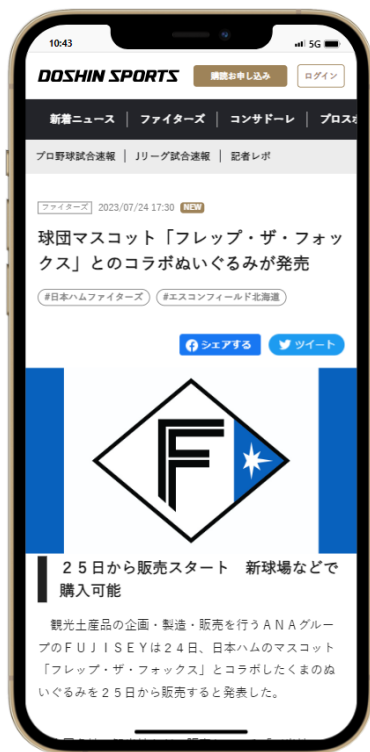 10:43
5G
DOSHIN SPORTS
購読お申し込み
ログイン
新着ニュース | ファイターズ | コンサドーレ | プロス
プロ野球試合速報 | Jリーグ試合速報 | 記者レポ
ファイターズ 2023/07/24 17:30 NEW
球団マスコット「フレップ・ザ・フォッ
クス」とのコラボぬいぐるみが発売
#日本ハムファイターズ #エスコンフィールド北海道
シェアする ツイート
F
25日から販売スタート 新球場などで
購入可能
観光土産品の企画・製造・販売を行うANAグルー
プのFUJISEYは24日、日本ハムのマスコット
「フレップ・ザ・フォックス」とコラボしたくまのぬ
いぐるみを25日から販売すると発表した。